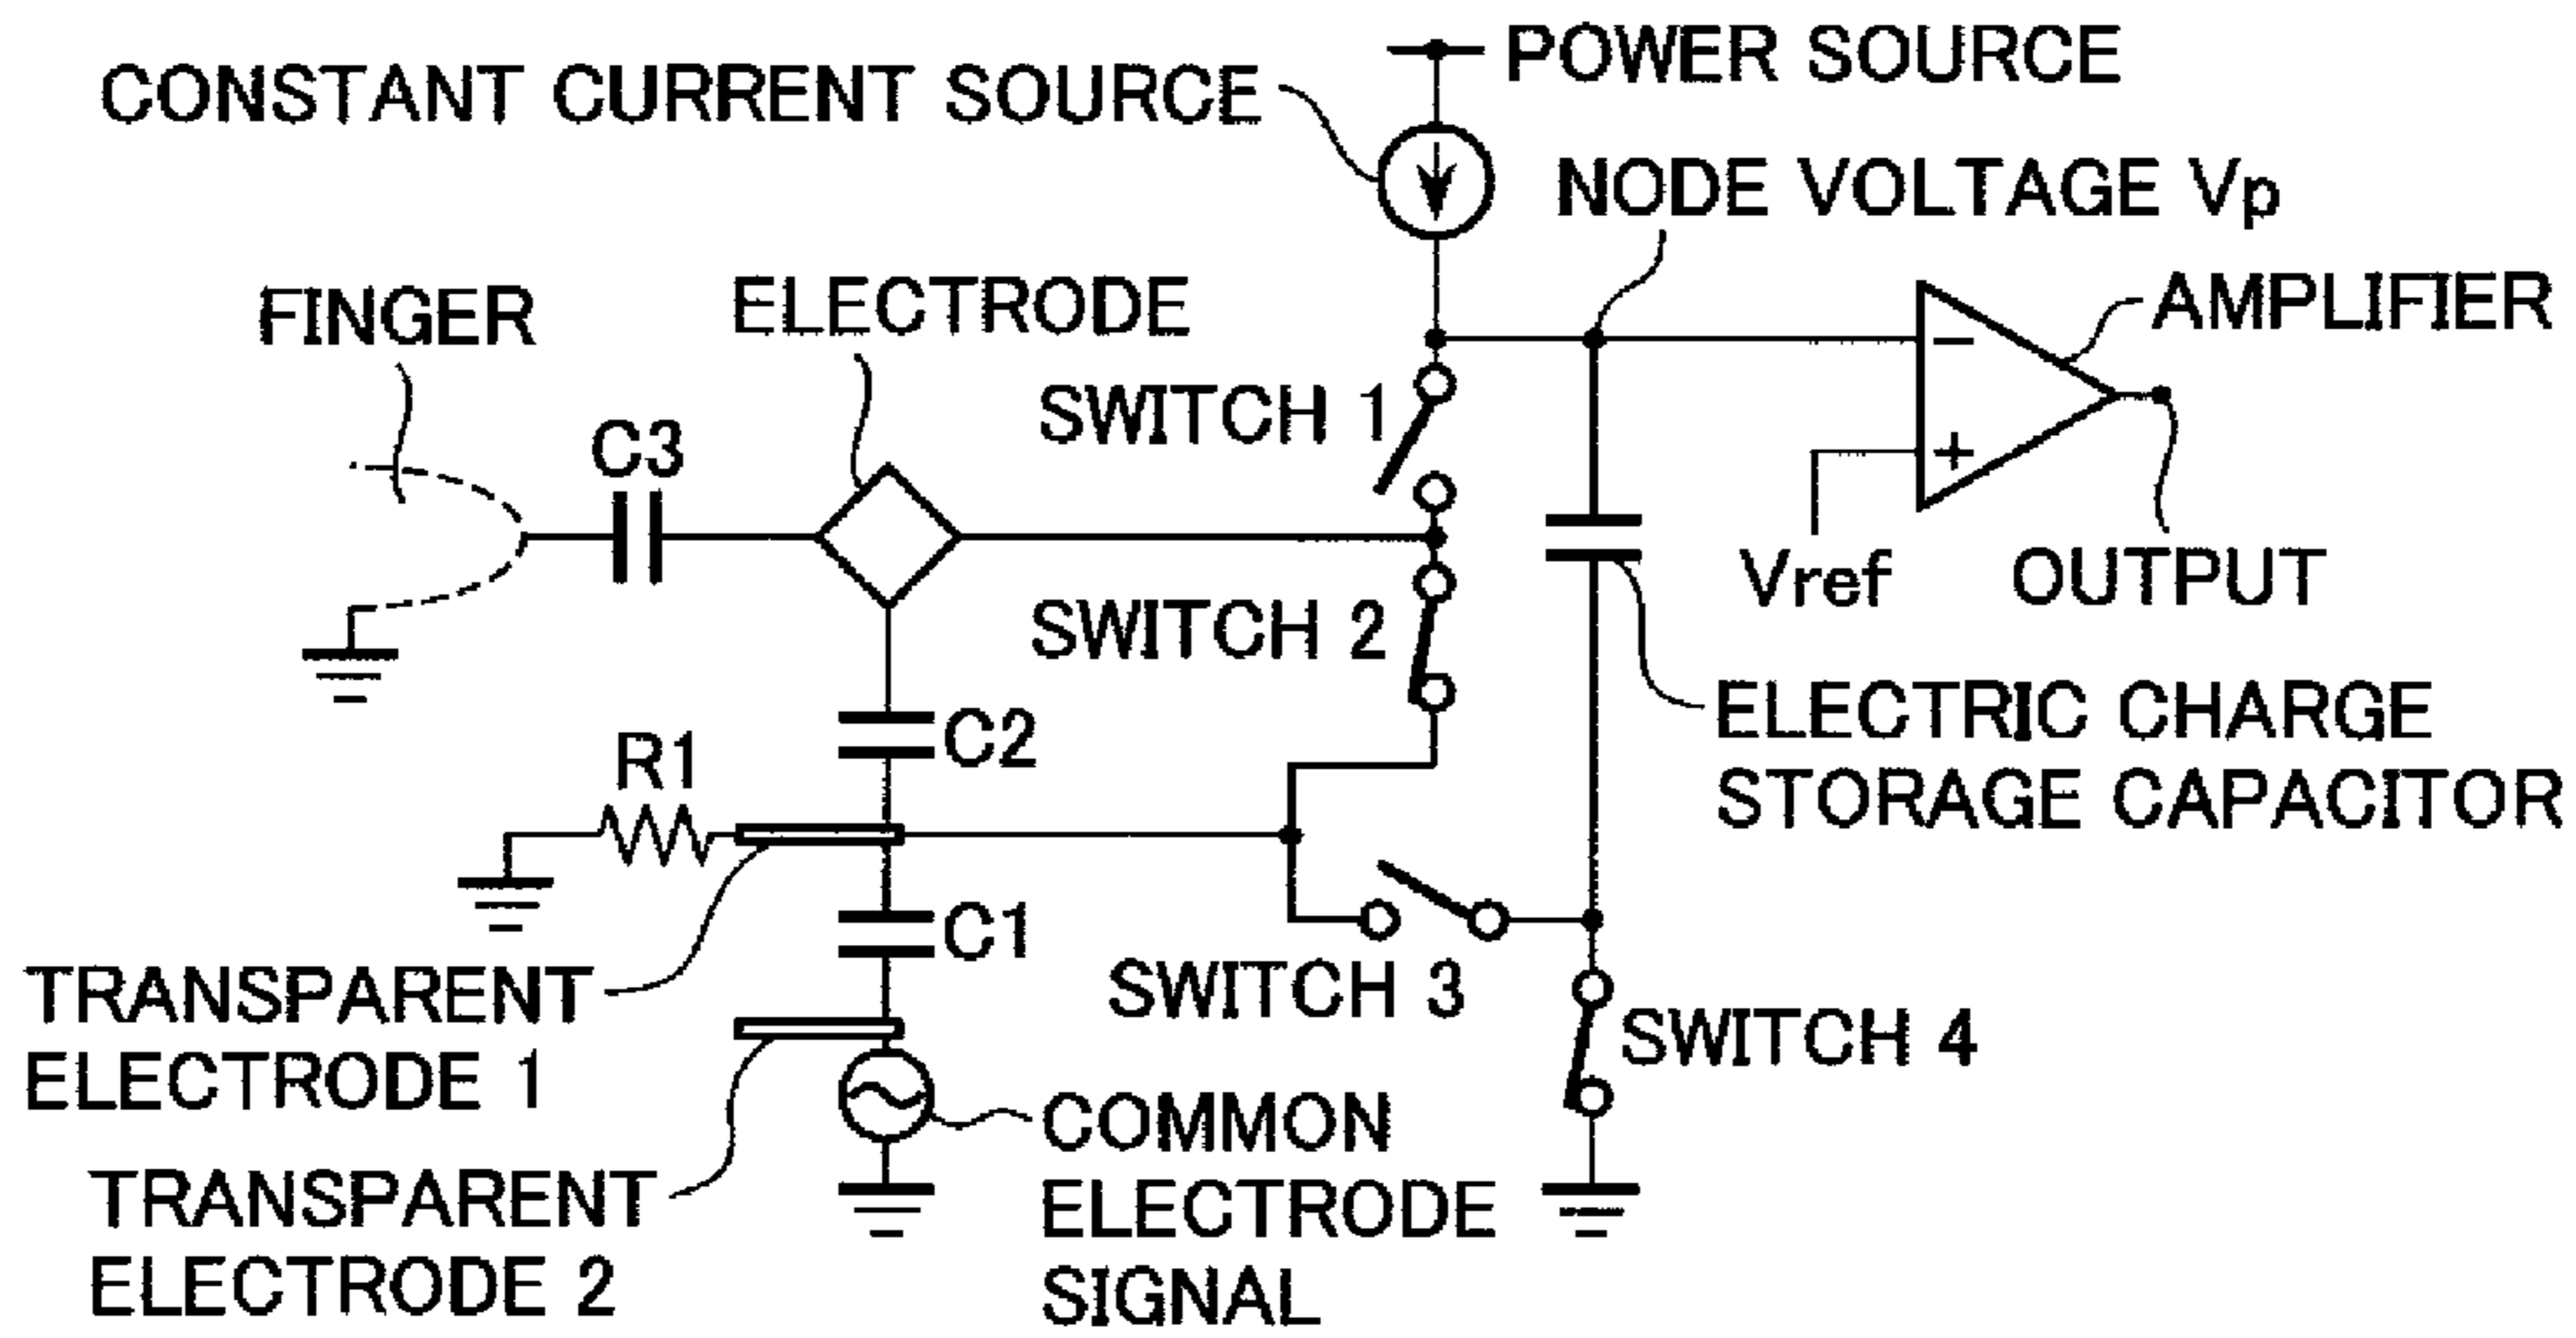 POWER SOURCE
CONSTANT CURRENT SOURCE
NODE VOLTAGE Vp
FINGER
ELECTRODE
AMPLIFIER
SWITCH 1
C3
−
+
Vref
OUTPUT
SWITCH 2
C2
ELECTRIC CHARGE
STORAGE CAPACITOR
R1
C1
TRANSPARENT
ELECTRODE 1
SWITCH 3
SWITCH 4
COMMON
ELECTRODE
SIGNAL
TRANSPARENT
ELECTRODE 2